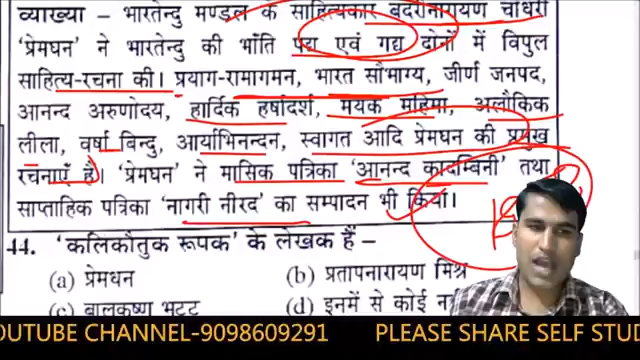 व्याख्या – भारतेन्दु मण्डल के साहित्यकार बदरीनारायण चौधरी
'प्रेमघन' ने भारतेन्दु की भाँति पद्य एवं गद्य दोनों में विपुल
साहित्य-रचना की। प्रयाग-रामागमन, भारत सौभाग्य, जीर्ण जनपद,
आनन्द अरुणोदय, हार्दिक हर्षादर्श, मयंक महिमा, अलौकिक
लीला, वर्षा बिन्दु, आर्याभिनन्दन, स्वागत आदि प्रेमघन की प्रमुख
रचनाएँ हैं। 'प्रेमघन' ने मासिक पत्रिका 'आनन्द कादम्बिनी' तथा
साप्ताहिक पत्रिका 'नागरी नीरद' का सम्पादन भी किया।
44. 'कलिकौतुक रूपक' के लेखक हैं –
(a) प्रेमघन (b) प्रतापनारायण मिश्र
(c) बालकृष्ण भट्ट (d) इनमें से कोई
OUTUBE CHANNEL-9098609291 PLEASE SHARE SELF STUD